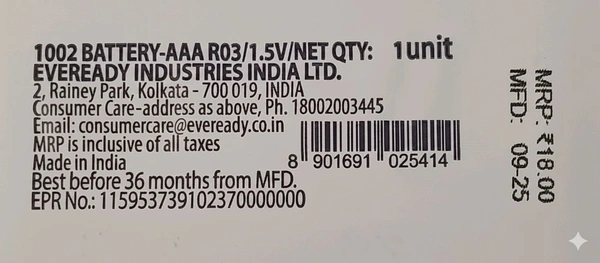 1002 BATTERY-AAA R03/1.5V/NET QTY: 1unit
EVEREADY INDUSTRIES INDIA LTD.
2, Rainey Park, Kolkata - 700 019, INDIA
Consumer Care-address as above, Ph. 18002003445
Email: consumercare@eveready.co.in
MRP is inclusive of all taxes
Made in India
Best before 36 months from MFD.
EPR No.: 115953739102370000000
8 901691 025414
MRP: ₹18.00
MFD: 09-25